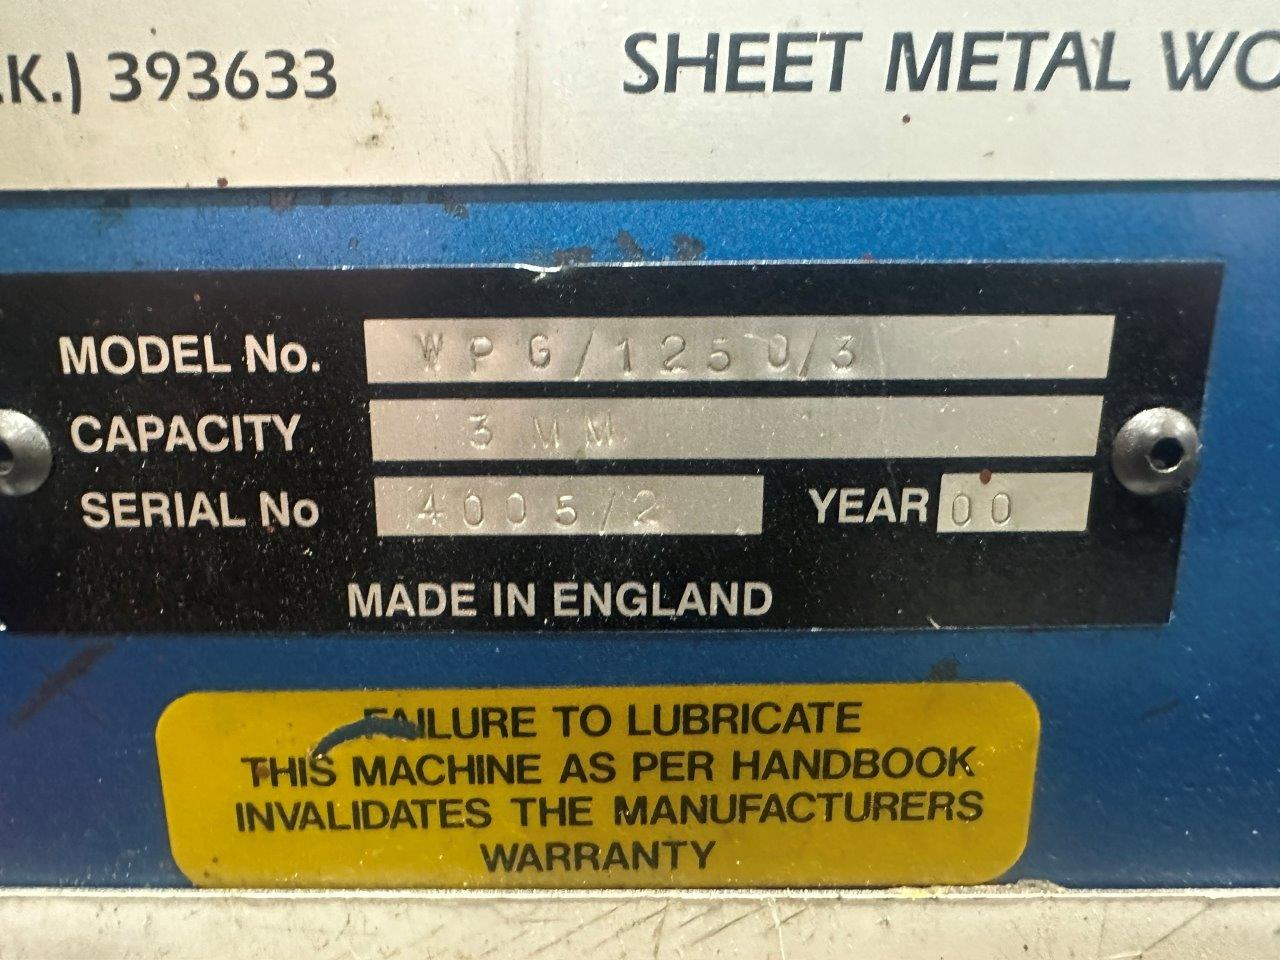 .K.) 393633
SHEET METAL WO
MODEL No. WPG/1250/3
CAPACITY 3 MM
SERIAL No 4005/2 YEAR 00
MADE IN ENGLAND
FAILURE TO LUBRICATE
THIS MACHINE AS PER HANDBOOK
INVALIDATES THE MANUFACTURERS
WARRANTY